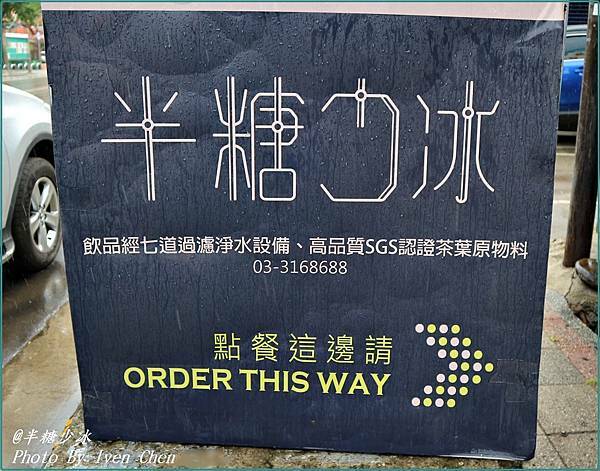 半糖少冰
飲品經七道過濾淨水設備、高品質SGS認證茶葉原物料
03-3168688
點餐這邊請
ORDER THIS WAY
@半糖少冰
Photo By:Iyen Chen